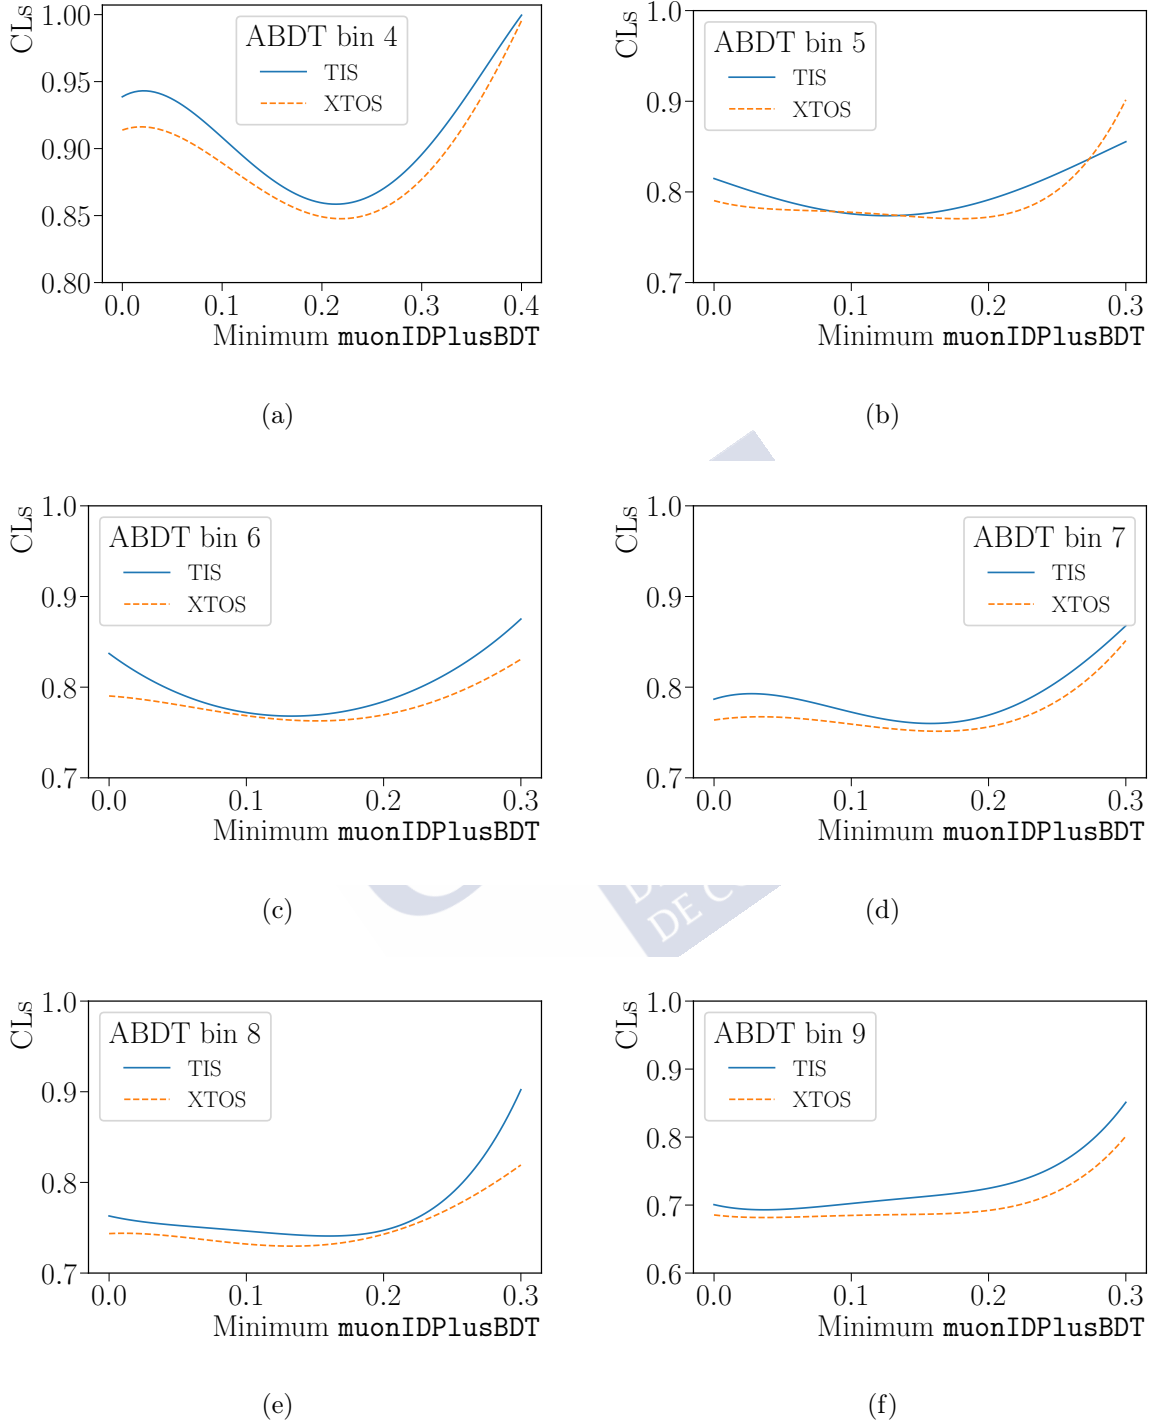 CLs
1.00
0.95
0.90
0.85
0.80
ABDT bin 4
TIS
XTOS
0.0 0.1 0.2 0.3 0.4
Minimum muonIDPlusBDT
(a)
CLs
1.0
0.9
0.8
0.7
ABDT bin 5
TIS
XTOS
0.0 0.1 0.2 0.3
Minimum muonIDPlusBDT
(b)
CLs
1.0
0.9
0.8
0.7
ABDT bin 6
TIS
XTOS
0.0 0.1 0.2 0.3
Minimum muonIDPlusBDT
(c)
CLs
1.0
0.9
0.8
0.7
ABDT bin 7
TIS
XTOS
0.0 0.1 0.2 0.3
Minimum muonIDPlusBDT
(d)
DE
CLs
1.0
0.9
0.8
0.7
ABDT bin 8
TIS
XTOS
0.0 0.1 0.2 0.3
Minimum muonIDPlusBDT
(e)
CLs
1.0
0.9
0.8
0.7
0.6
ABDT bin 9
TIS
XTOS
0.0 0.1 0.2 0.3
Minimum muonIDPlusBDT
(f)